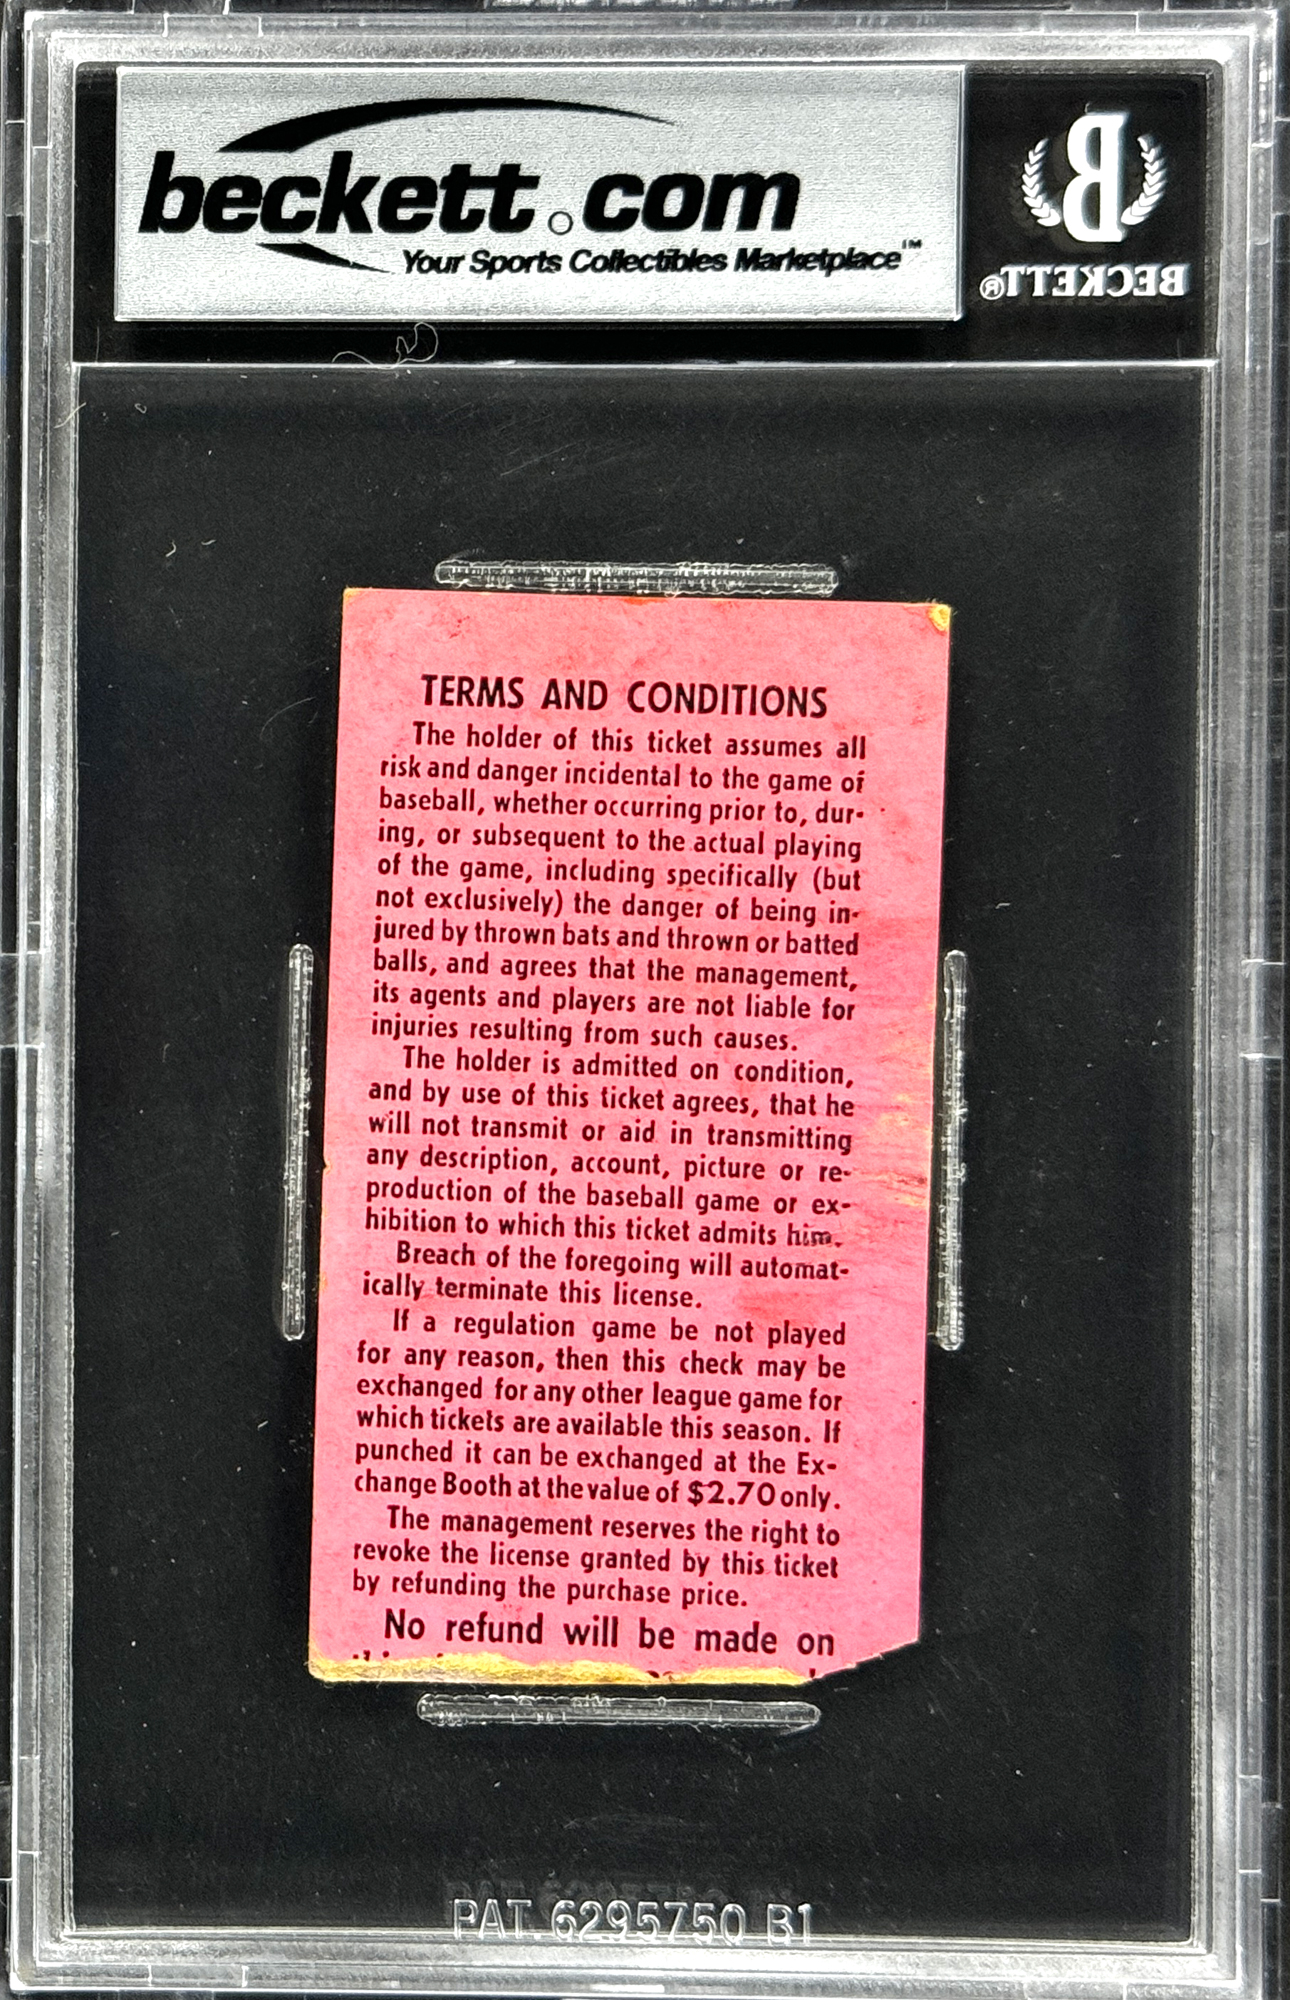 beckett.com
Your Sports Collectibles Marketplace™
B
BECKETT®
TERMS AND CONDITIONS
The holder of this ticket assumes all
risk and danger incidental to the game of
baseball, whether occurring prior to, dur-
ing, or subsequent to the actual playing
of the game, including specifically (but
not exclusively) the danger of being in-
jured by thrown bats and thrown or batted
balls, and agrees that the management,
its agents and players are not liable for
injuries resulting from such causes.
The holder is admitted on condition,
and by use of this ticket agrees, that he
will not transmit or aid in transmitting
any description, account, picture or re-
production of the baseball game or ex-
hibition to which this ticket admits him.
Breach of the foregoing will automat-
ically terminate this license.
If a regulation game be not played
for any reason, then this check may be
exchanged for any other league game for
which tickets are available this season. If
punched it can be exchanged at the Ex-
change Booth at the value of $2.70 only.
The management reserves the right to
revoke the license granted by this ticket
by refunding the purchase price.
No refund will be made on
PAT. 6295750 B1